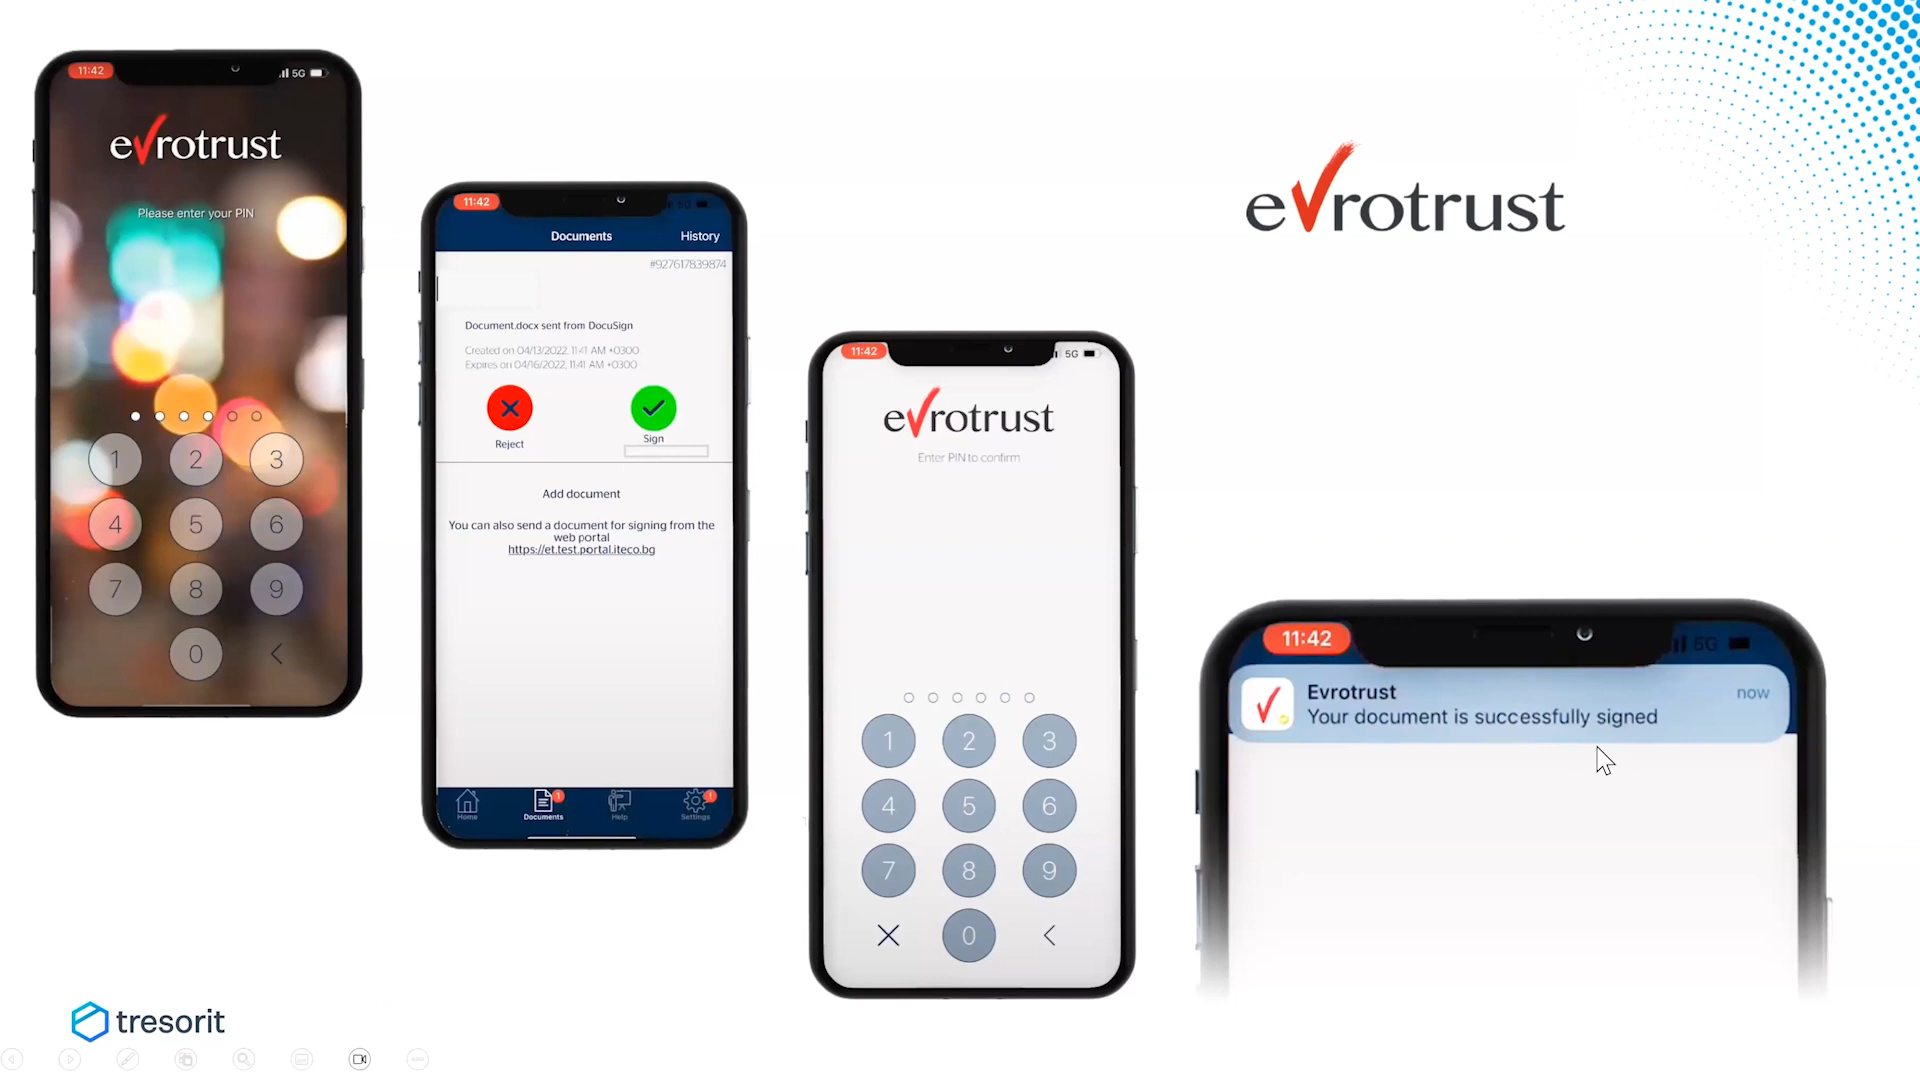 11:42
5G
evrotrust
Please enter your PIN
1 2 3
4 5 6
7 8 9
0
11:42
5G
Documents
History
#927617839874
Document.docx sent from DocuSign
Created on 04/13/2022, 11:41 AM +0300
Expires on 04/16/2022, 11:41 AM +0300
Reject
Sign
Add document
You can also send a document for signing from the
web portal
https://et.test.portal.iteco.bg
1
!
Home
Documents
Help
Settings
11:42
5G
evrotrust
Enter PIN to confirm
1 2 3
4 5 6
7 8 9
0
evrotrust
11:42
5G
Evrotrust
now
Your document is successfully signed
tresorit